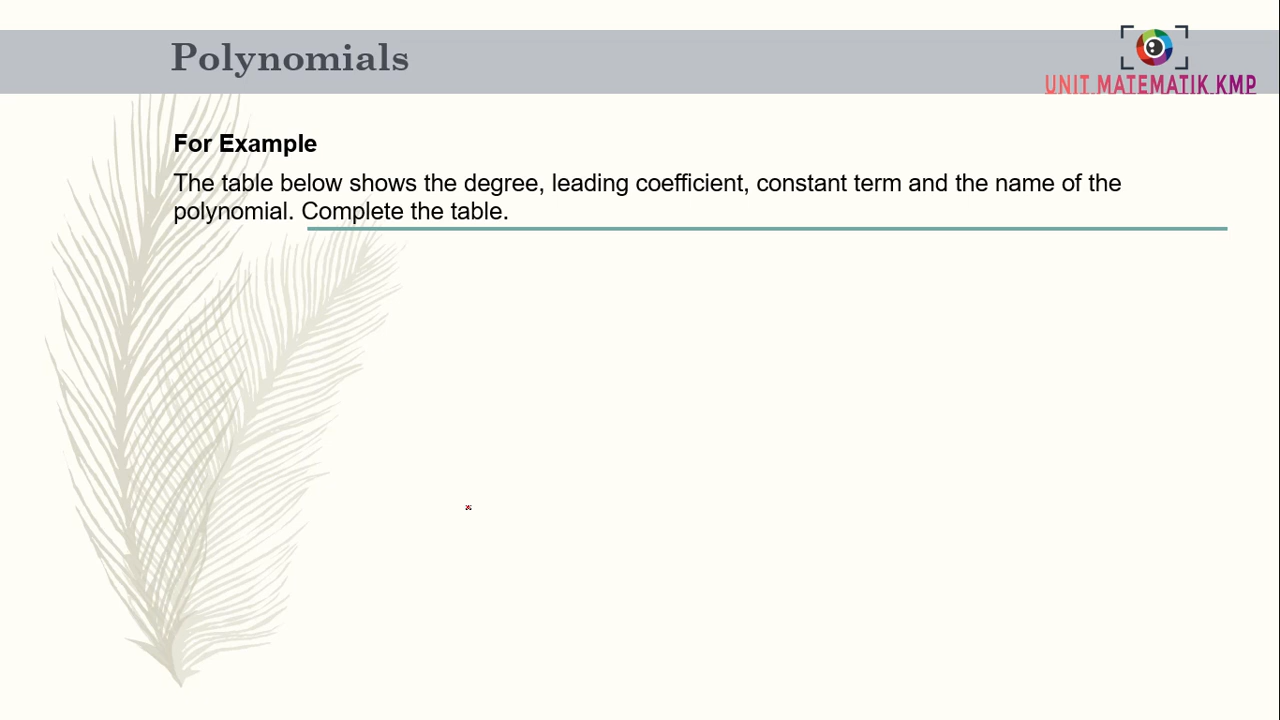 Polynomials
UNIT MATEMATIK KMP
For Example
The table below shows the degree, leading coefficient, constant term and the name of the
polynomial. Complete the table.